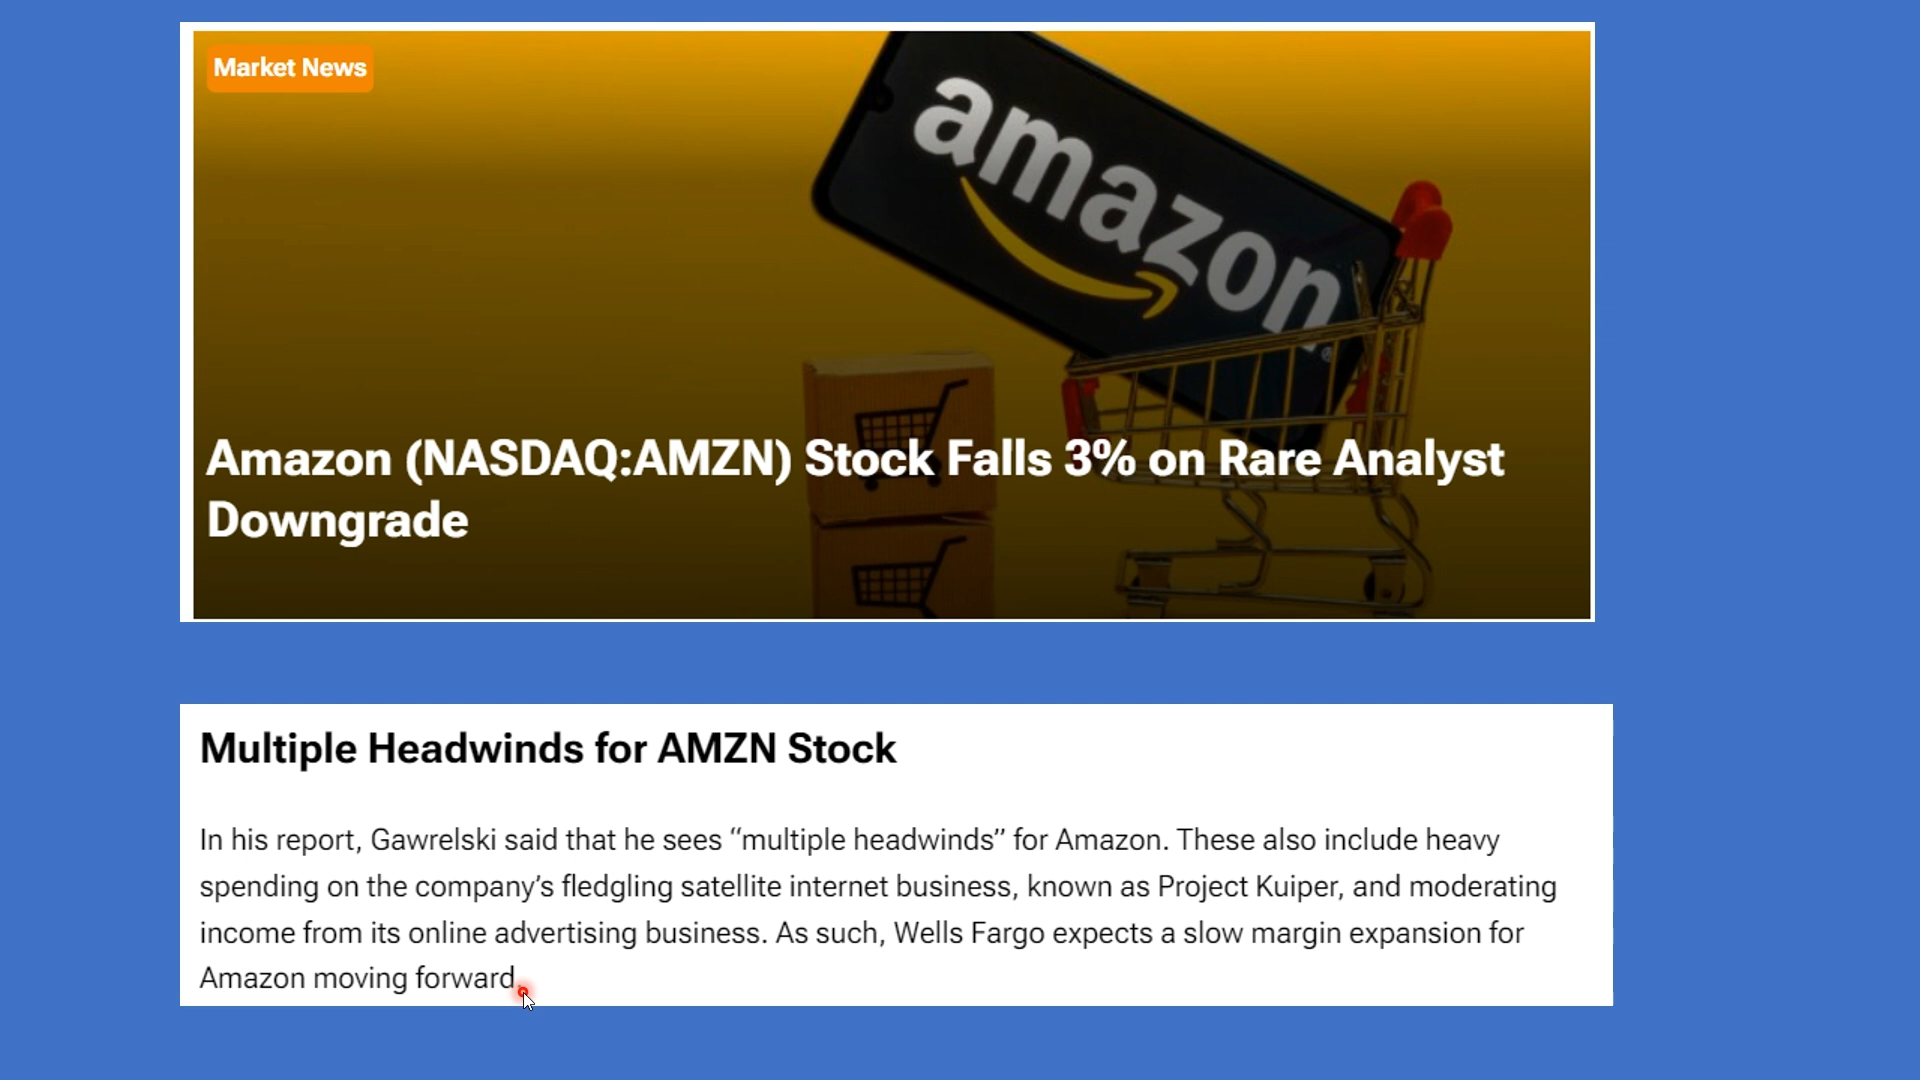 Market News
amazon
Amazon (NASDAQ:AMZN) Stock Falls 3% on Rare Analyst
Downgrade
Multiple Headwinds for AMZN Stock
In his report, Gawrelski said that he sees “multiple headwinds” for Amazon. These also include heavy
spending on the company’s fledgling satellite internet business, known as Project Kuiper, and moderating
income from its online advertising business. As such, Wells Fargo expects a slow margin expansion for
Amazon moving forward.